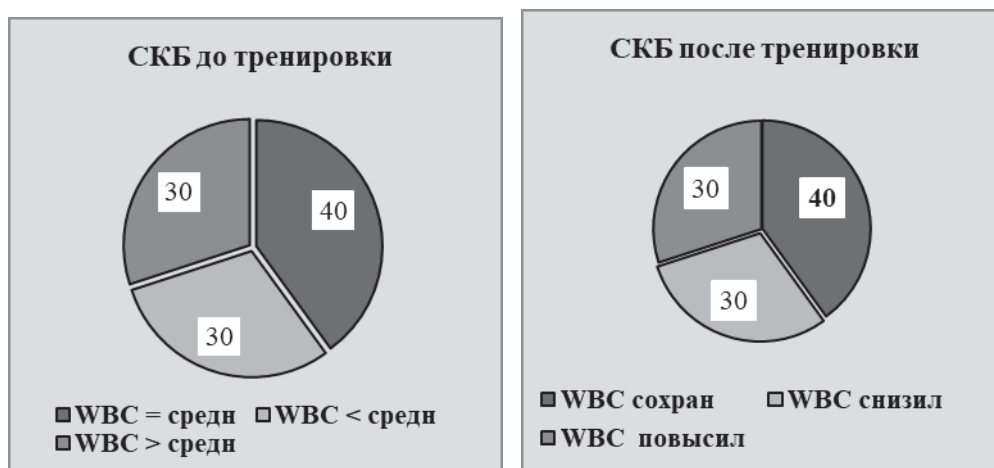 СКБ до тренировки
30
40
30
WBC = средн WBC < средн
WBC > средн
СКБ после тренировки
30
40
30
WBC сохран WBC снизил
WBC повысил